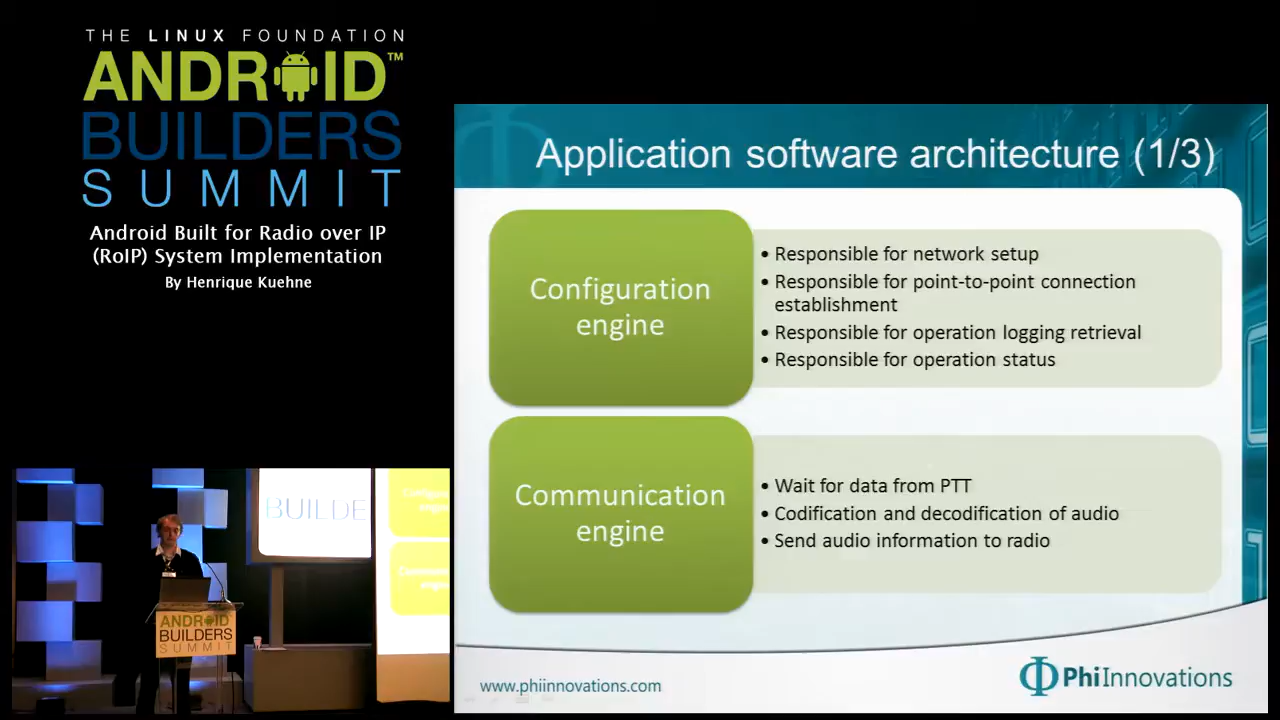 THE LINUX FOUNDATION
ANDROID™
BUILDERS
SUMMIT
Android Built for Radio over IP
(RoIP) System Implementation
By Henrique Kuehne
Application software architecture (1/3)
Configuration
engine
• Responsible for network setup
• Responsible for point-to-point connection
establishment
• Responsible for operation logging retrieval
• Responsible for operation status
Communication
engine
• Wait for data from PTT
• Codification and decodification of audio
• Send audio information to radio
www.phiinnovations.com
PhiInnovations
BUILDE
ANDROID
BUILDERS
SUMMIT